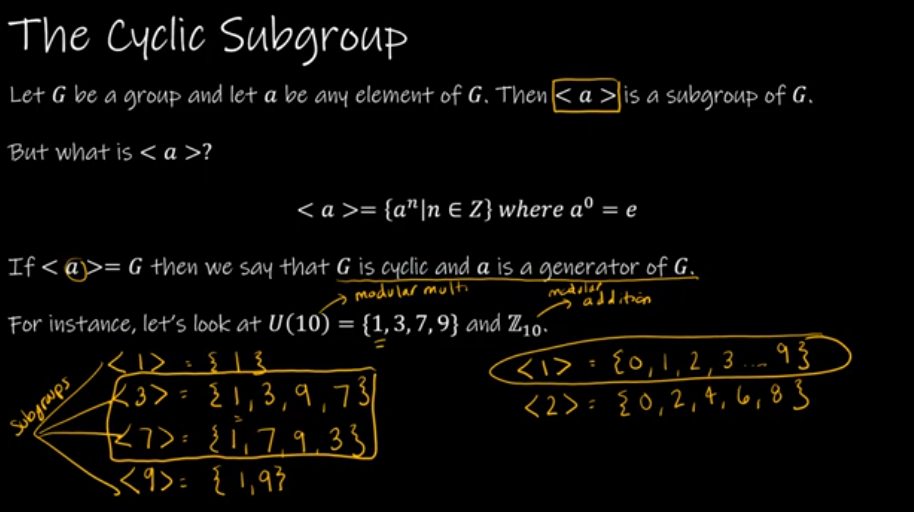 The Cyclic Subgroup
Let G be a group and let a be any element of G. Then < a > is a subgroup of G.
But what is < a >?
< a >= {aⁿ|n ∈ Z} where a⁰ = e
If < a >= G then we say that G is cyclic and a is a generator of G.
modular multi
modular addition
For instance, let's look at U(10) = {1, 3, 7, 9} and ℤ₁₀.
Subgroups
<1> = {1}
<3> = {1, 3, 9, 7}
<7> = {1, 7, 9, 3}
<9> = {1, 9}
<1> = {0, 1, 2, 3 .... 9}
<2> = {0, 2, 4, 6, 8}